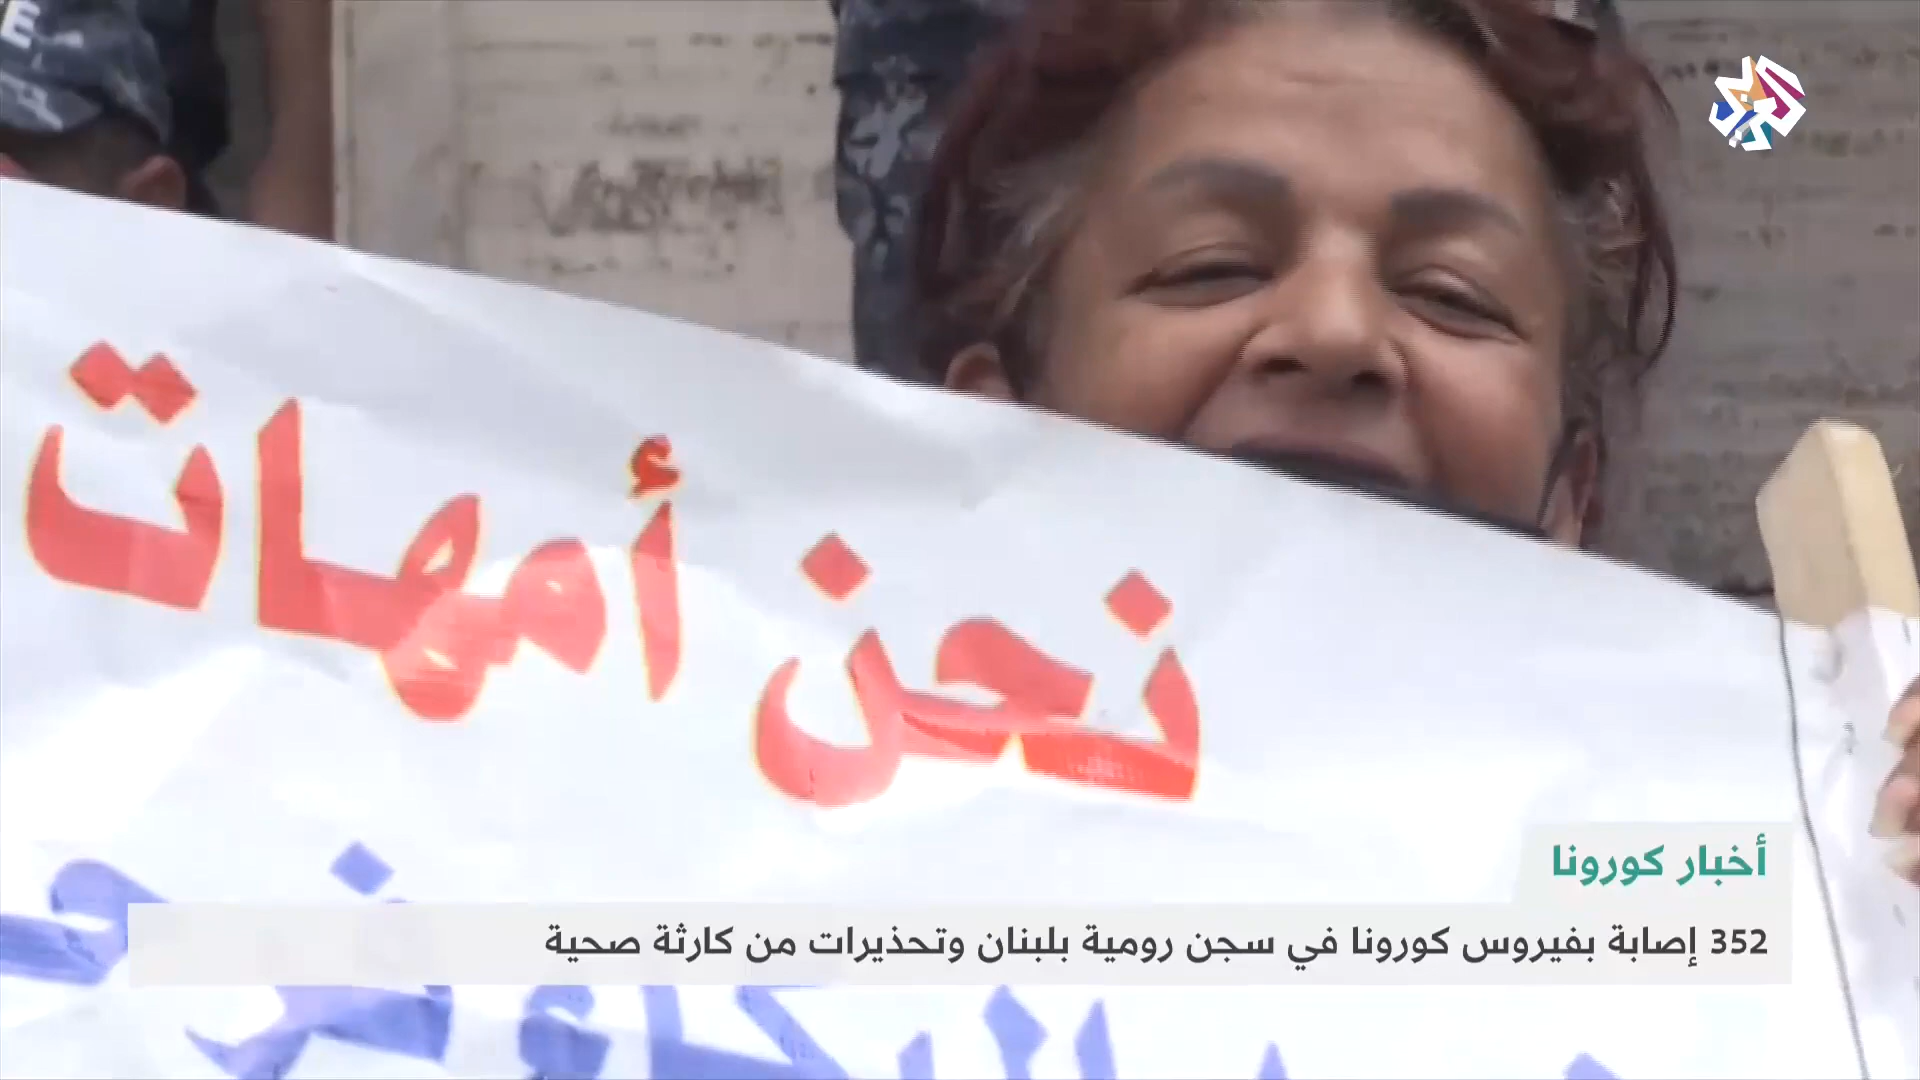 نحن أمهات
أخبار كورونا
352 إصابة بفيروس كورونا في سجن رومية بلبنان وتحذيرات من كارثة صحية